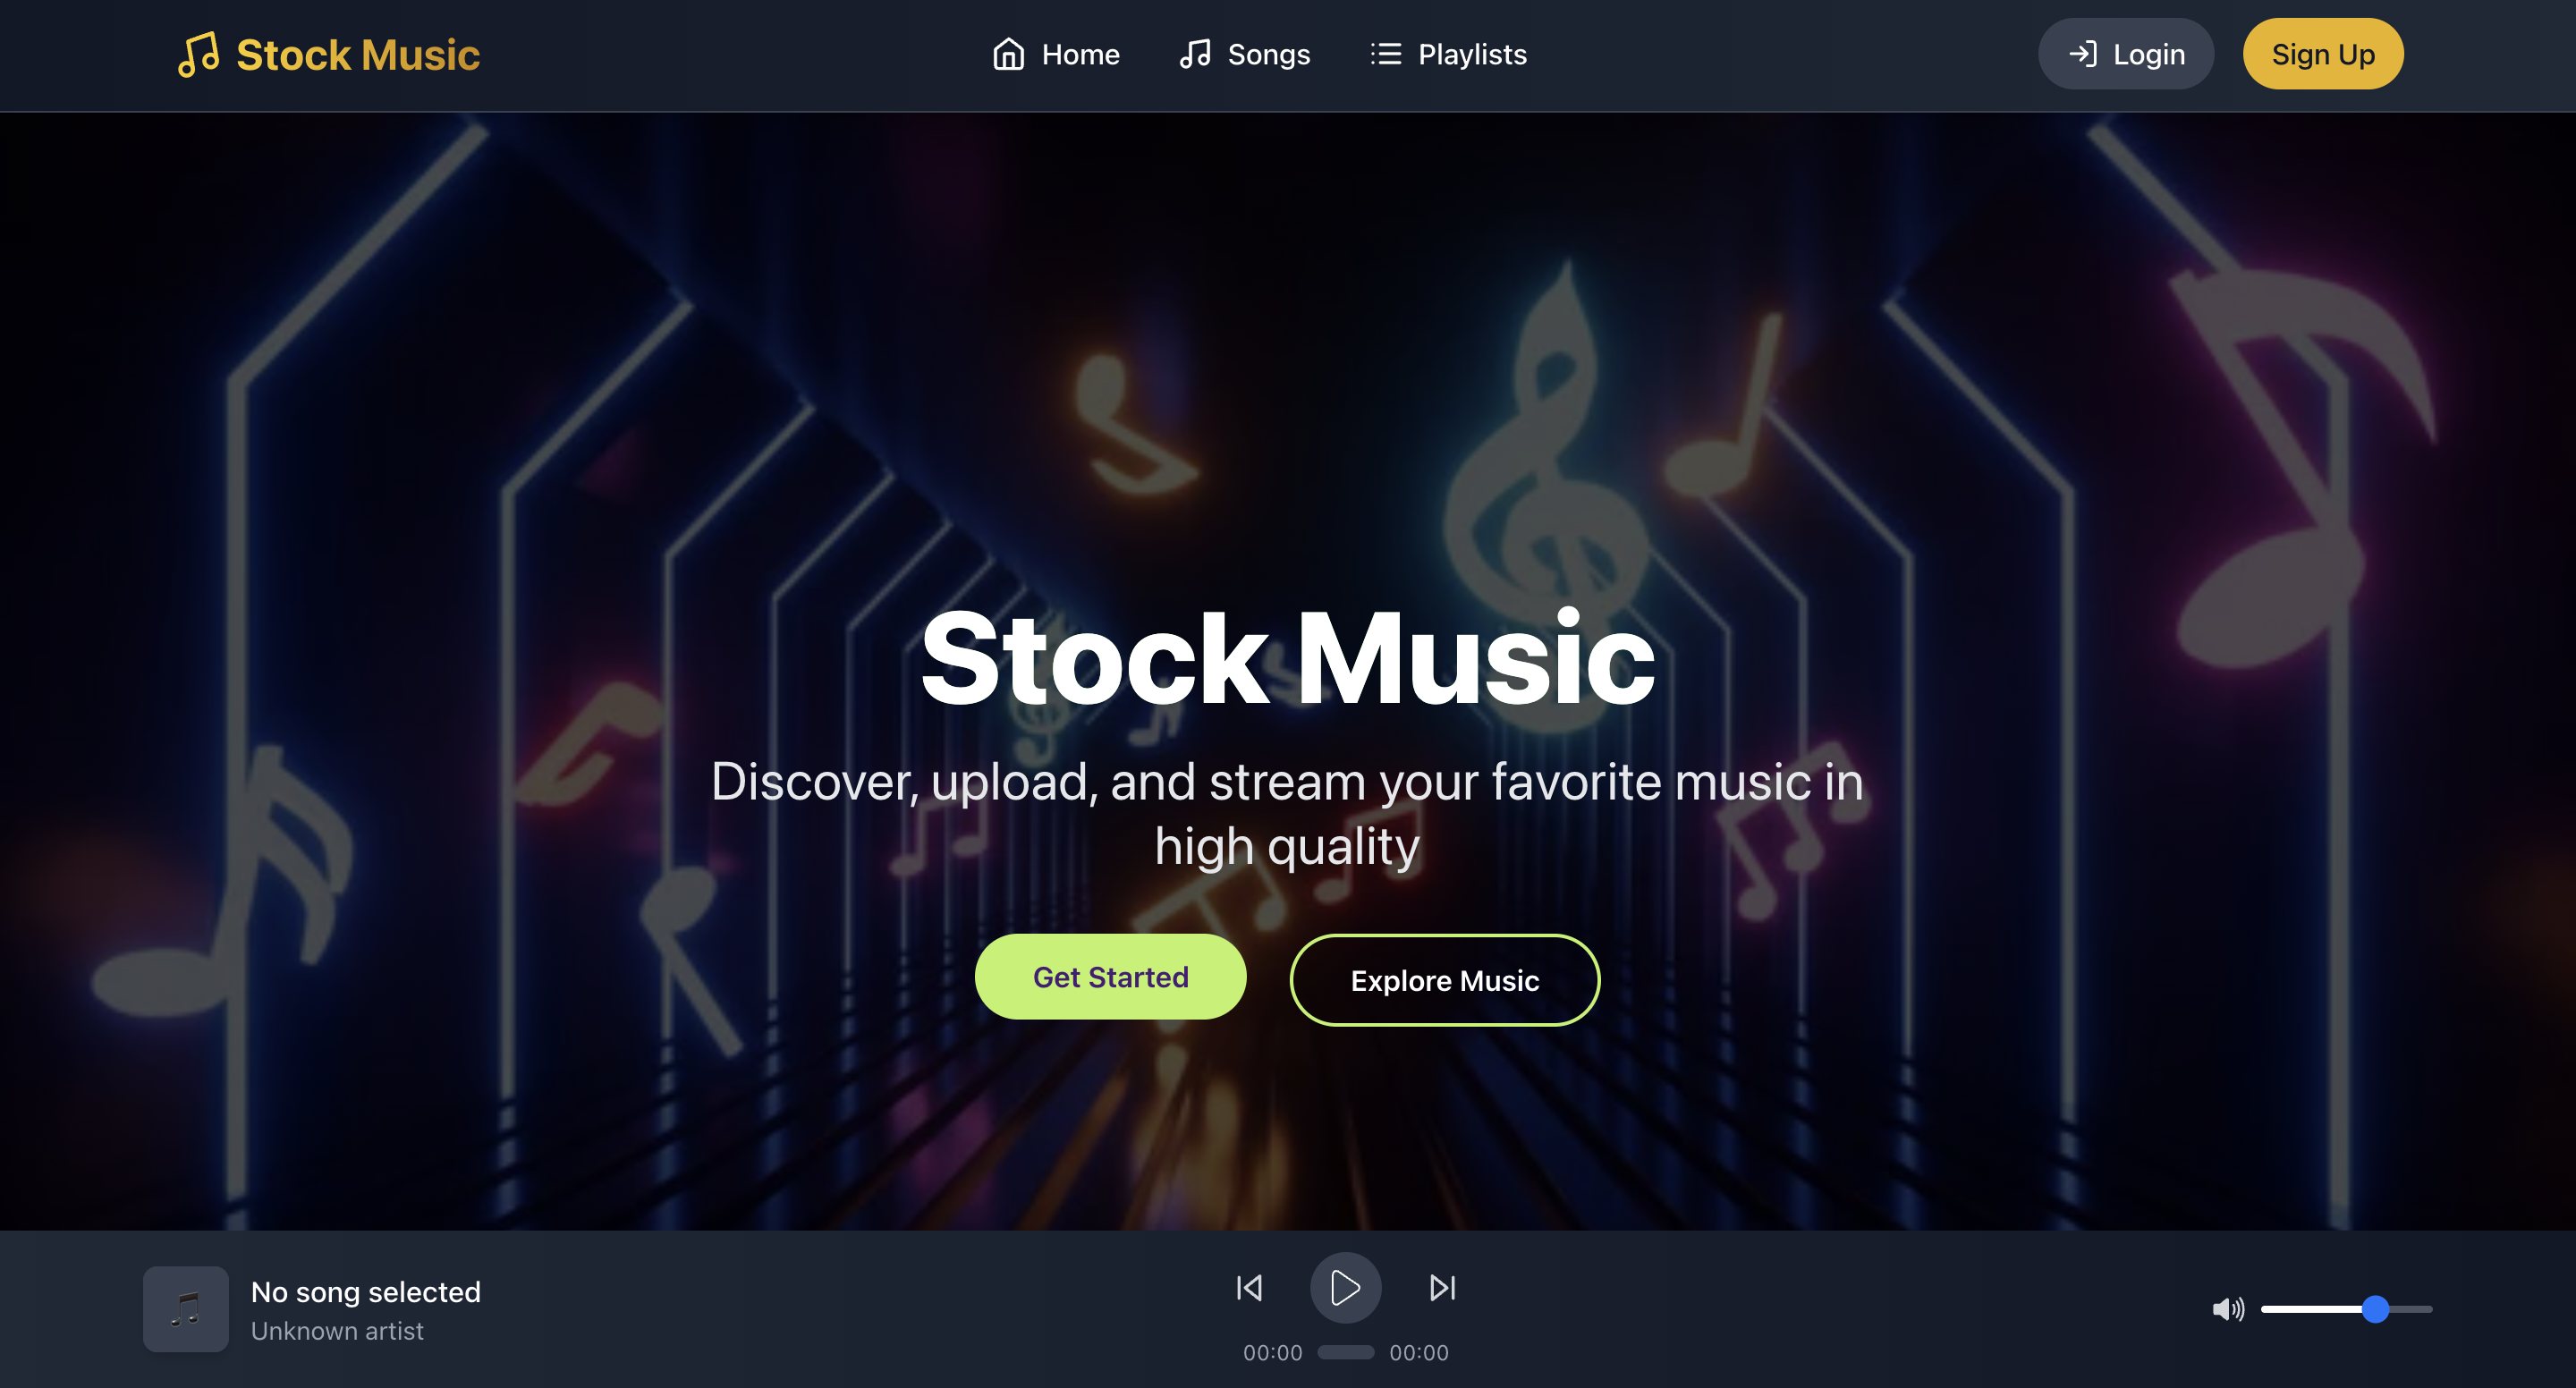 Stock Music
Home
Songs
Playlists
Login
Sign Up
Stock Music
Discover, upload, and stream your favorite music in
high quality
Get Started
Explore Music
No song selected
Unknown artist
00:00
00:00